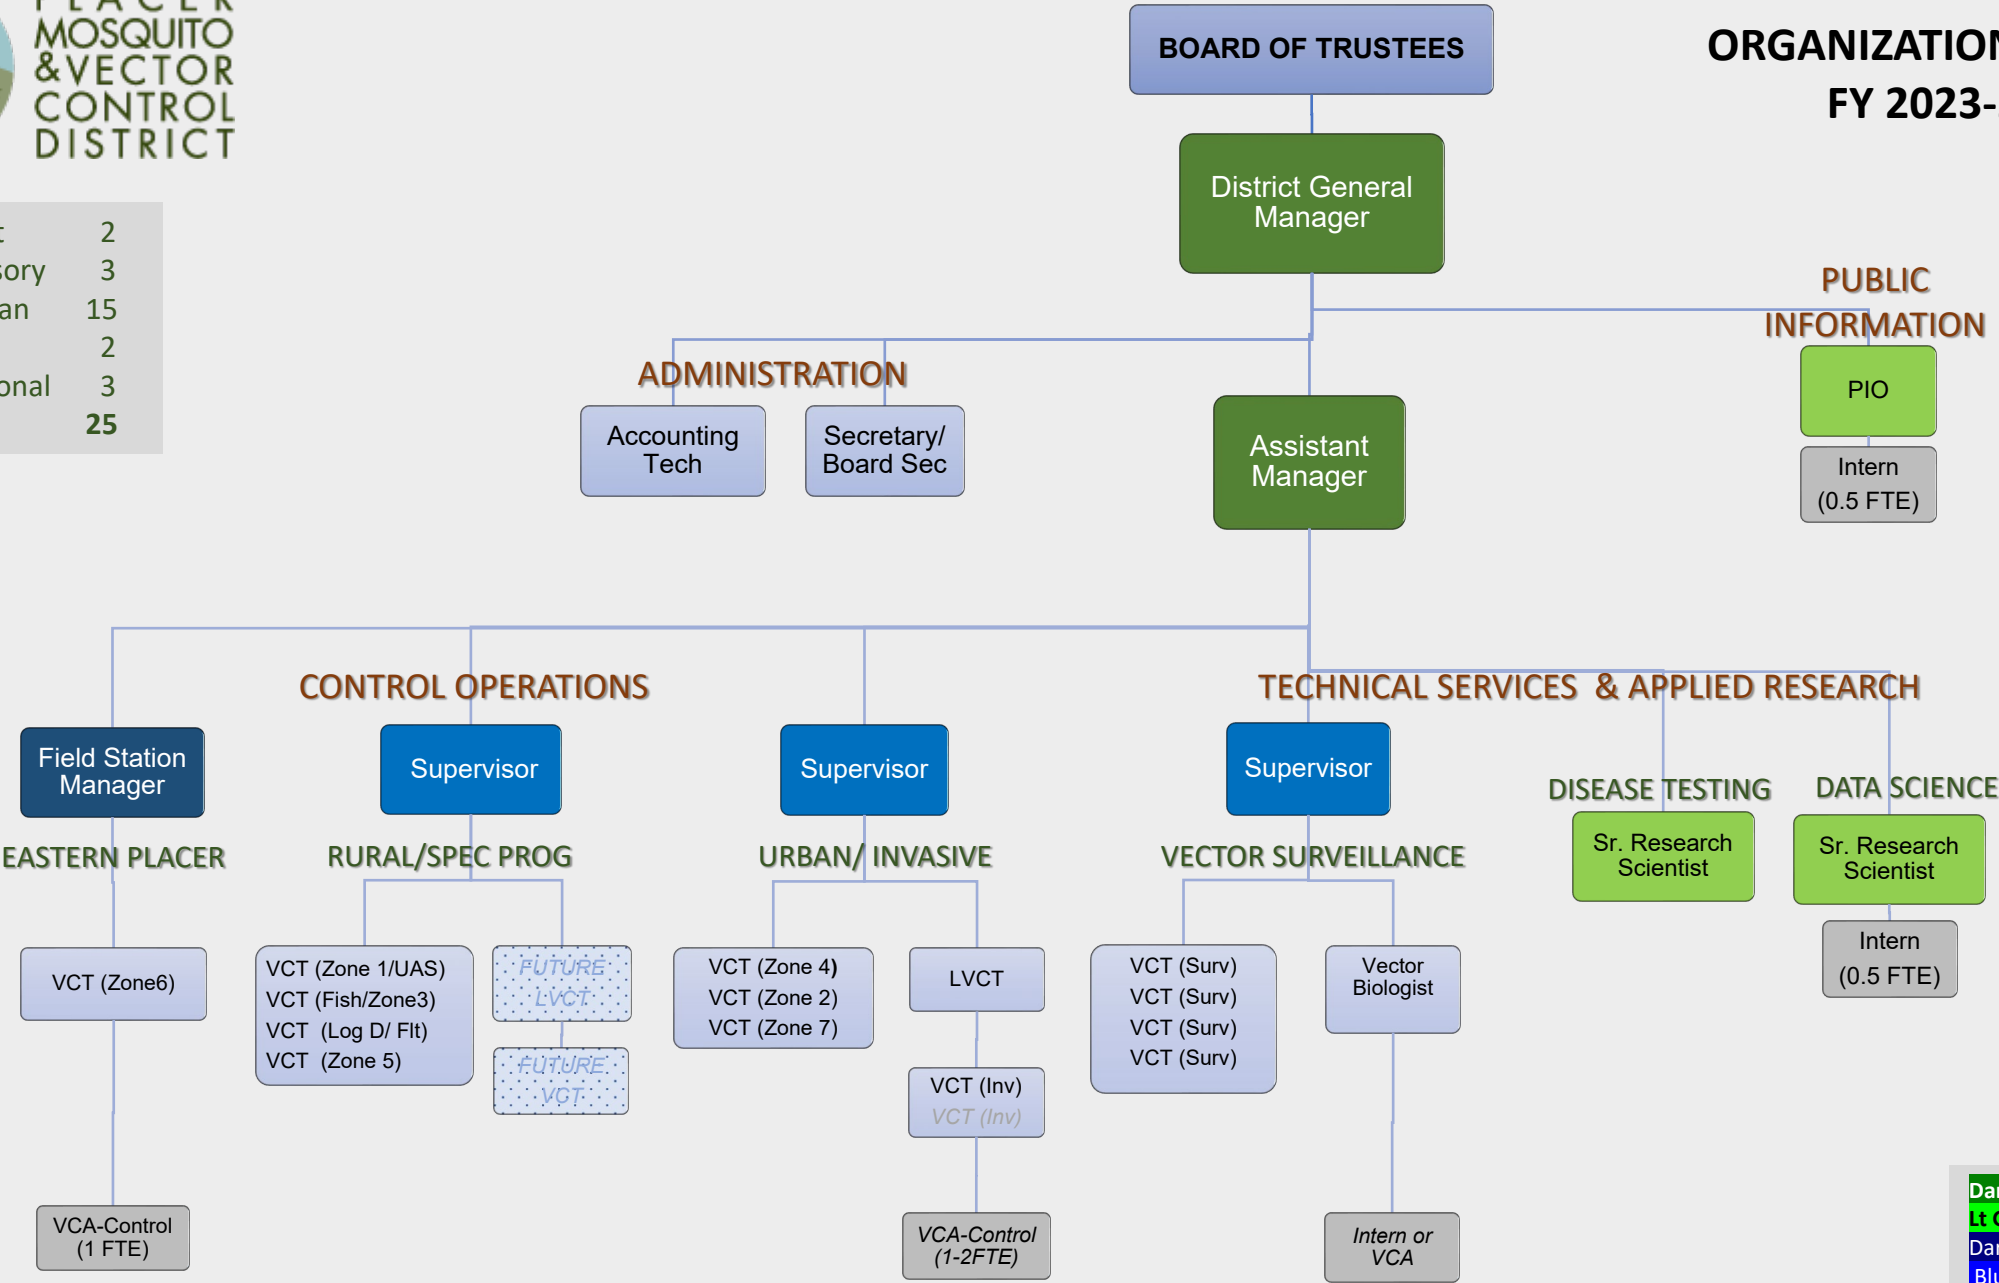 PLACER
MOSQUITO
&VECTOR
CONTROL
DISTRICT
BOARD OF TRUSTEES
FY 2023-
District General
Manager
2
3
15
2
3
25
PUBLIC
INFORMATION
PIO
Intern
(0.5 FTE)
ADMINISTRATION
Accounting
Tech
Secretary/
Board Sec
Assistant
Manager
CONTROL OPERATIONS
TECHNICAL SERVICES & APPLIED RESEARCH
Field Station
Manager
Supervisor
Supervisor
Supervisor
DISEASE TESTING
DATA SCIENCE
Sr. Research
Scientist
Sr. Research
Scientist
Intern
(0.5 FTE)
EASTERN PLACER
RURAL/SPEC PROG
URBAN/ INVASIVE
VECTOR SURVEILLANCE
VCT (Zone6)
VCT (Zone 1/UAS)
VCT (Fish/Zone3)
VCT (Log D/ Flt)
VCT (Zone 5)
FUTURE
LVCT
FUTURE
VCT
VCT (Zone 4)
VCT (Zone 2)
VCT (Zone 7)
LVCT
VCT (Inv)
VCT (Inv)
VCT (Surv)
VCT (Surv)
VCT (Surv)
VCT (Surv)
Vector
Biologist
VCA-Control
(1 FTE)
VCA-Control
(1-2FTE)
Intern or
VCA
Lt